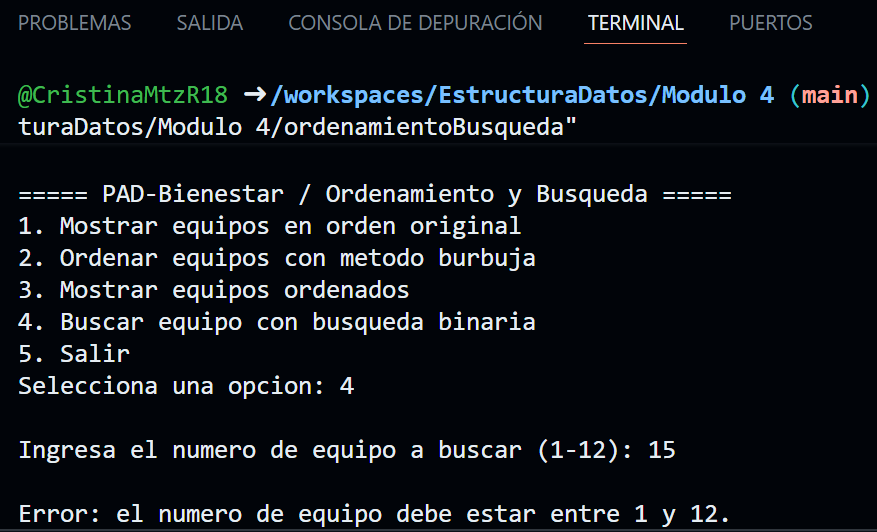 PROBLEMAS SALIDA CONSOLA DE DEPURACIÓN TERMINAL PUERTOS
@CristinaMtzR18 ➜/workspaces/EstructuraDatos/Modulo 4 (main)
turaDatos/Modulo 4/ordenamientoBusqueda"
===== PAD-Bienestar / Ordenamiento y Busqueda =====
1. Mostrar equipos en orden original
2. Ordenar equipos con metodo burbuja
3. Mostrar equipos ordenados
4. Buscar equipo con busqueda binaria
5. Salir
Selecciona una opcion: 4
Ingresa el numero de equipo a buscar (1-12): 15
Error: el numero de equipo debe estar entre 1 y 12.